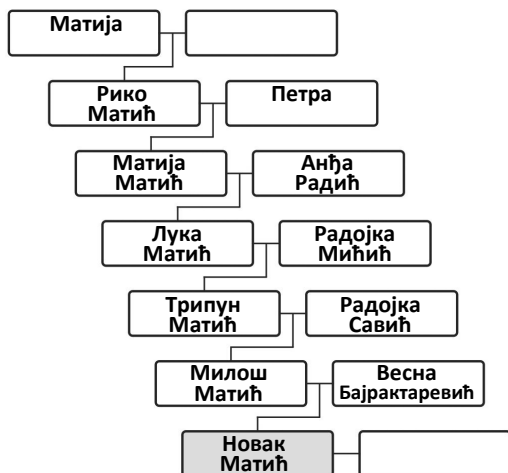 Матија
Рико
Матић
Петра
Матија
Матић
Анђа
Радић
Лука
Матић
Радојка
Мићић
Трипун
Матић
Радојка
Савић
Милош
Матић
Весна
Бајрактаревић
Новак
Матић